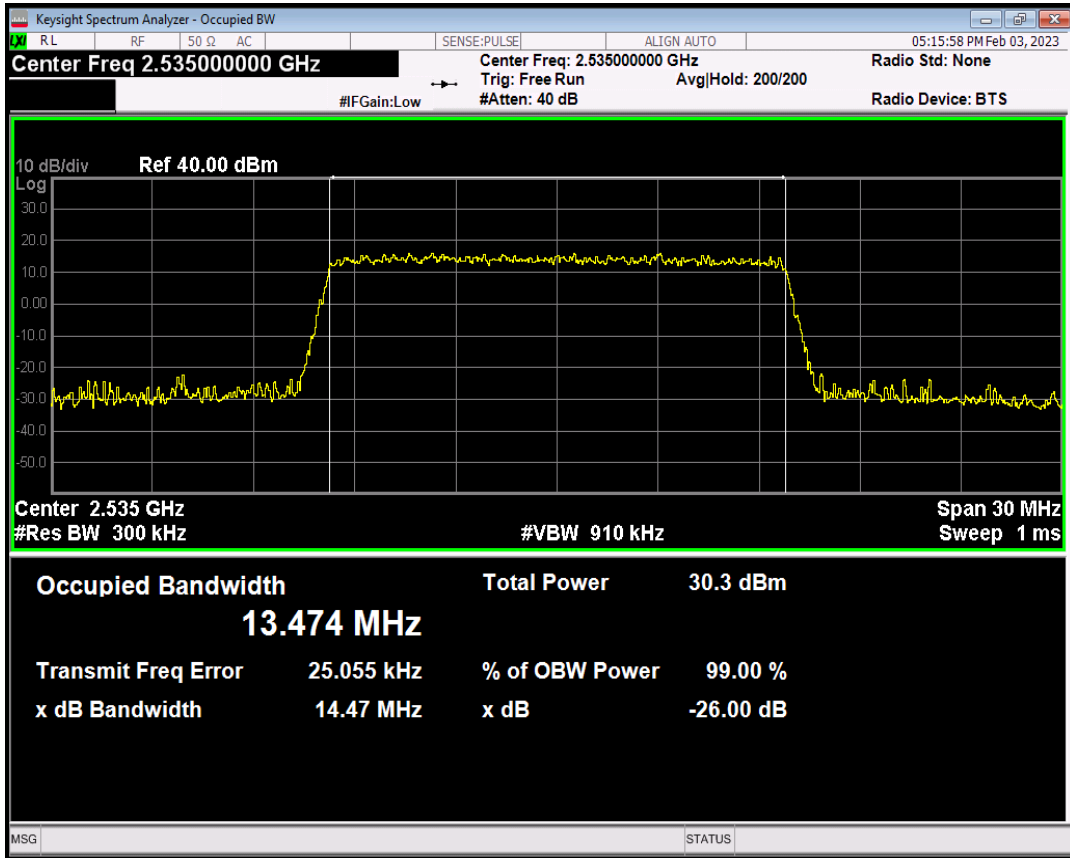 Keysight Spectrum Analyzer - Occupied BW
LXI RL RF 50 Ω AC SENSE:PULSE ALIGN AUTO 05:15:58 PM Feb 03, 2023
Center Freq 2.535000000 GHz Center Freq: 2.535000000 GHz Radio Std: None
Trig: Free Run Avg|Hold: 200/200
#IFGain:Low #Atten: 40 dB Radio Device: BTS
10 dB/div Ref 40.00 dBm
Log
30.0
20.0
10.0
0.00
-10.0
-20.0
-30.0
-40.0
-50.0
Center 2.535 GHz Span 30 MHz
#Res BW 300 kHz #VBW 910 kHz Sweep 1 ms
Occupied Bandwidth Total Power 30.3 dBm
13.474 MHz
Transmit Freq Error 25.055 kHz % of OBW Power 99.00 %
x dB Bandwidth 14.47 MHz x dB -26.00 dB
MSG STATUS